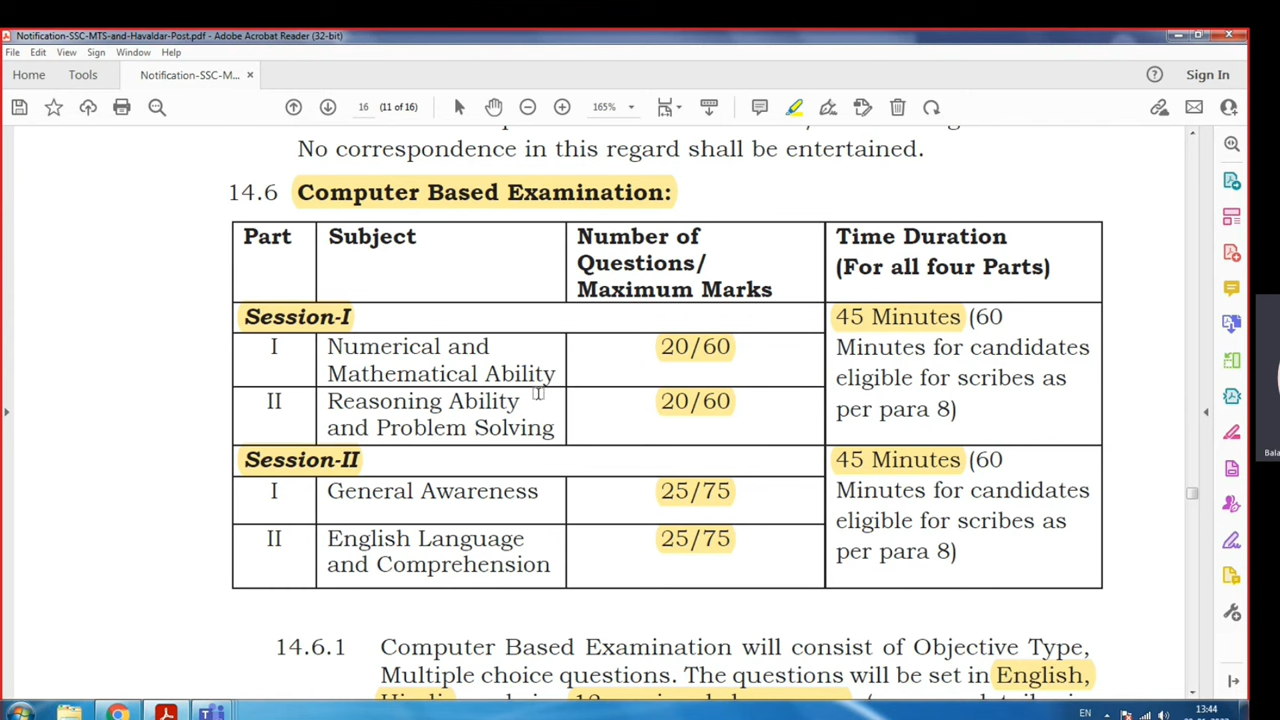 Notification-SSC-MTS-and-Havaldar-Post.pdf - Adobe Acrobat Reader (32-bit)
File Edit View Sign Window Help
Home Tools Notification-SSC-M... × Sign In
16 (11 of 16) 165%
No correspondence in this regard shall be entertained.
14.6 Computer Based Examination:
Part Subject Number of Questions/ Maximum Marks Time Duration (For all four Parts)
Session-I 45 Minutes (60
I Numerical and 20/60 Minutes for candidates
Mathematical Ability eligible for scribes as
II Reasoning Ability 20/60 per para 8)
and Problem Solving
Session-II 45 Minutes (60
I General Awareness 25/75 Minutes for candidates
eligible for scribes as
II English Language 25/75 per para 8)
and Comprehension
14.6.1 Computer Based Examination will consist of Objective Type,
Multiple choice questions. The questions will be set in English,
Bala
EN 13:44